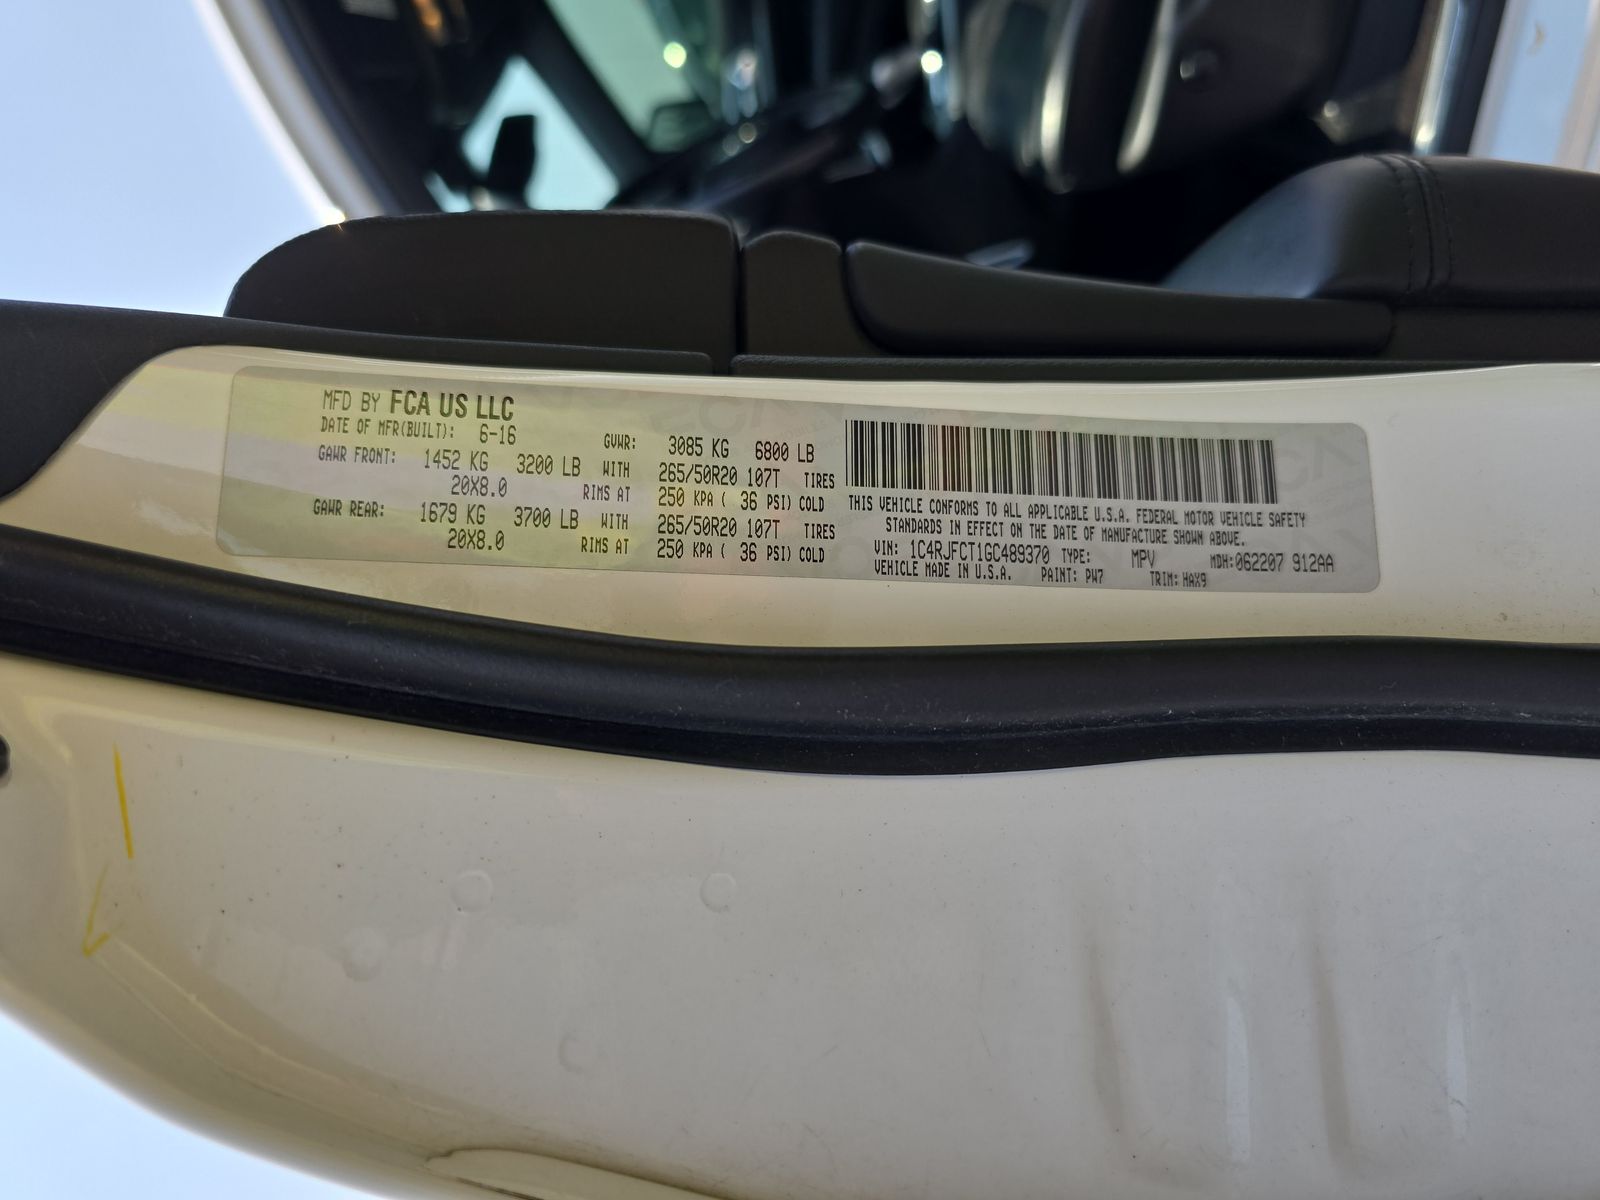 MFD BY FCA US LLC
DATE OF MFR(BUILT): 6-16 GVWR: 3085 KG 6800 LB
GAWR FRONT: 1452 KG 3200 LB WITH 265/50R20 107T TIRES
20X8.0 RIMS AT 250 KPA ( 36 PSI) COLD
GAWR REAR: 1679 KG 3700 LB WITH 265/50R20 107T TIRES
20X8.0 RIMS AT 250 KPA ( 36 PSI) COLD
THIS VEHICLE CONFORMS TO ALL APPLICABLE U.S.A. FEDERAL MOTOR VEHICLE SAFETY
STANDARDS IN EFFECT ON THE DATE OF MANUFACTURE SHOWN ABOVE.
VIN: 1C4RJFCT1GC489370 TYPE: MPV MDH:062207 912AA
VEHICLE MADE IN U.S.A. PAINT: PW7 TRIM: HAX9